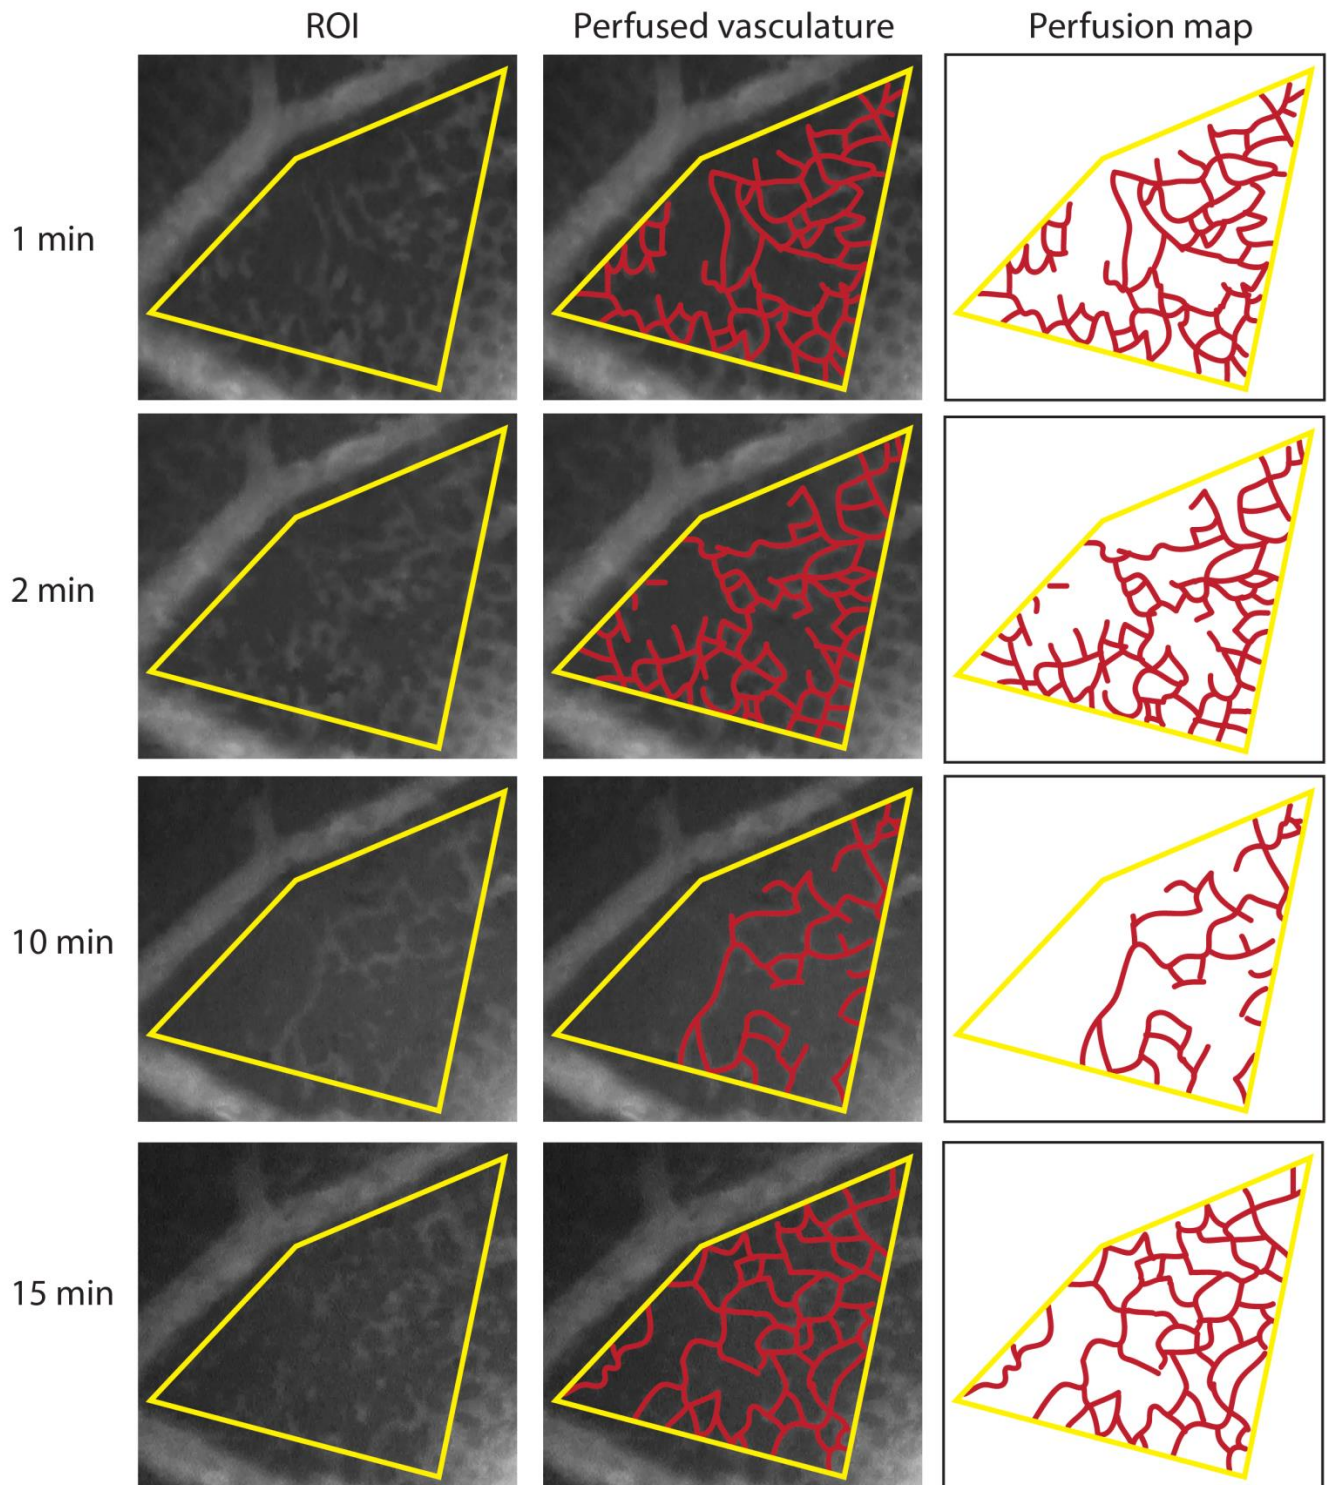 ROI
Perfused vasculature
Perfusion map
1 min
2 min
10 min
15 min